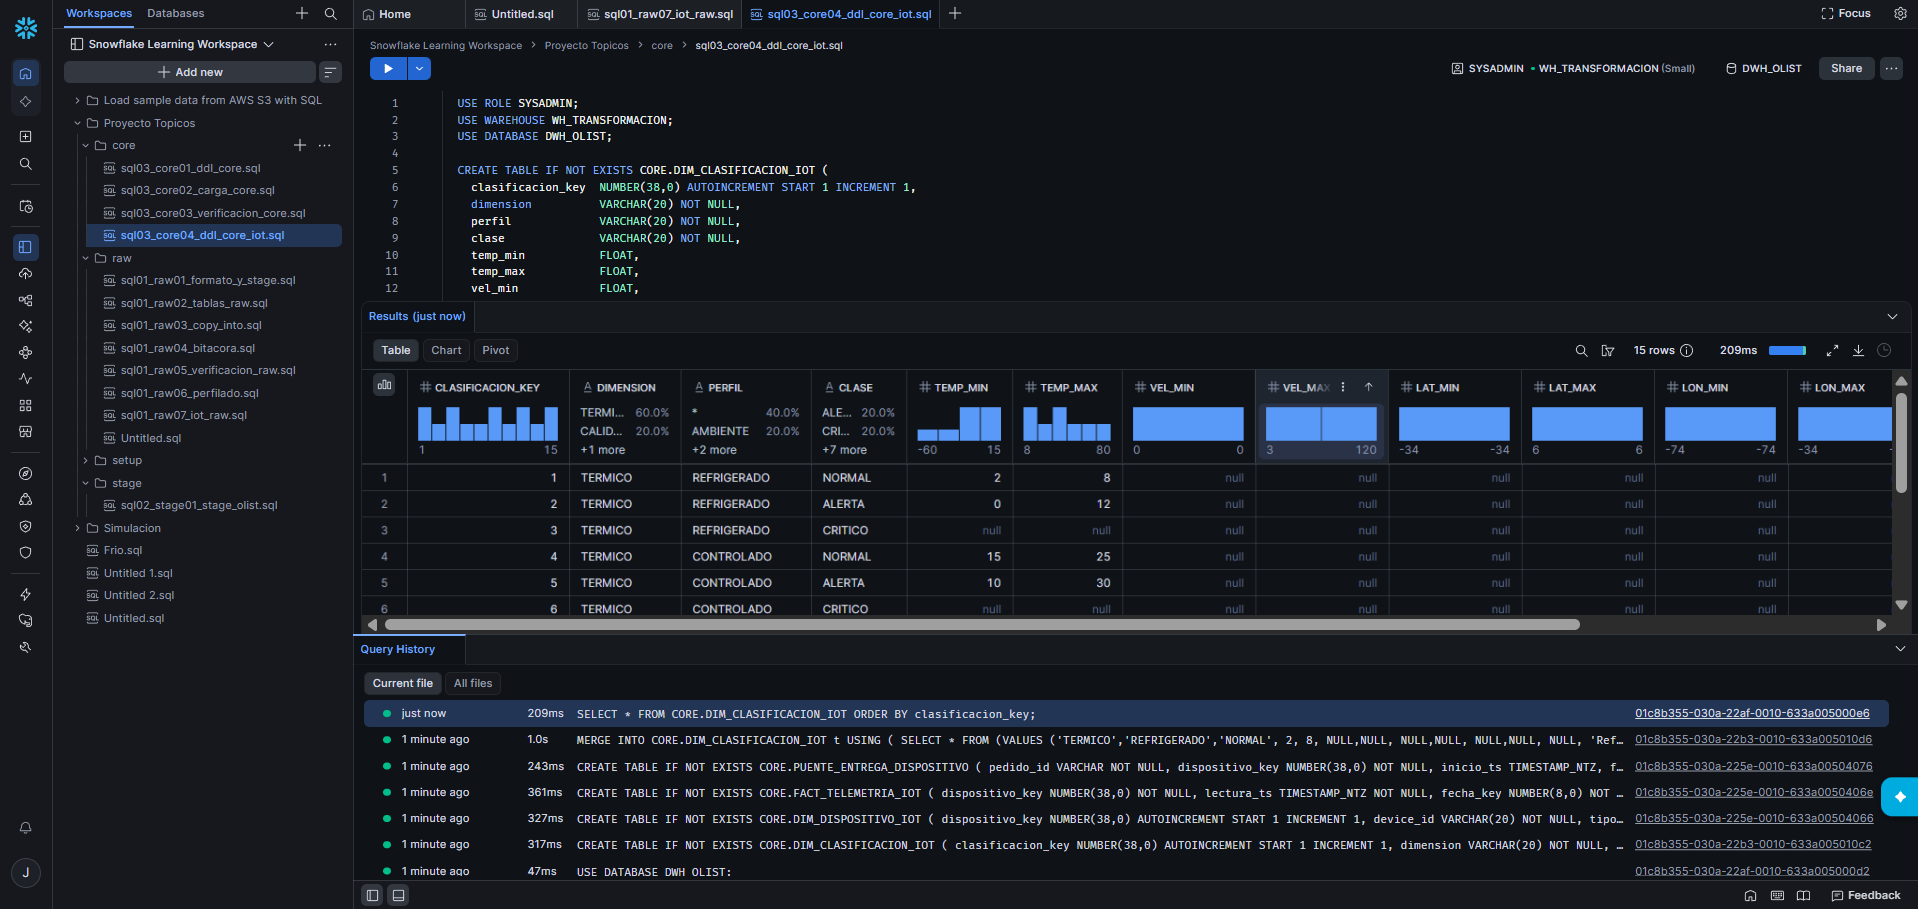 Workspaces
Databases
Snowflake Learning Workspace
Add new
Load sample data from AWS S3 with SQL
Proyecto Topicos
core
sql03_core01_ddl_core.sql
sql03_core02_carga_core.sql
sql03_core03_verificacion_core.sql
sql03_core04_ddl_core_iot.sql
raw
sql01_raw01_formato_y_stage.sql
sql01_raw02_tablas_raw.sql
sql01_raw03_copy_into.sql
sql01_raw04_bitacora.sql
sql01_raw05_verificacion_raw.sql
sql01_raw06_perfilado.sql
sql01_raw07_iot_raw.sql
Untitled.sql
setup
stage
sql02_stage01_stage_olist.sql
Simulacion
Frio.sql
Untitled 1.sql
Untitled 2.sql
Untitled.sql
J
Home
Untitled.sql
sql01_raw07_iot_raw.sql
sql03_core04_ddl_core_iot.sql
Focus
Snowflake Learning Workspace > Proyecto Topicos > core > sql03_core04_ddl_core_iot.sql
SYSADMIN WH_TRANSFORMACION (Small) DWH_OLIST Share
1 USE ROLE SYSADMIN;
2 USE WAREHOUSE WH_TRANSFORMACION;
3 USE DATABASE DWH_OLIST;
4
5 CREATE TABLE IF NOT EXISTS CORE.DIM_CLASIFICACION_IOT (
6 clasificacion_key NUMBER(38,0) AUTOINCREMENT START 1 INCREMENT 1,
7 dimension VARCHAR(20) NOT NULL,
8 perfil VARCHAR(20) NOT NULL,
9 clase VARCHAR(20) NOT NULL,
10 temp_min FLOAT,
11 temp_max FLOAT,
12 vel_min FLOAT,
Results (just now)
Table Chart Pivot 15 rows 209ms
CLASIFICACION_KEY DIMENSION PERFIL CLASE TEMP_MIN TEMP_MAX VEL_MIN VEL_MAX LAT_MIN LAT_MAX LON_MIN LON_MAX
TERMI... 60.0% * 40.0% ALE... 20.0%
CALID... 20.0% AMBIENTE 20.0% CRI... 20.0%
1 15 +1 more +2 more +7 more -60 15 8 80 0 0 3 120 -34 -34 6 6 -74 -74 -34
1 1 TERMICO REFRIGERADO NORMAL 2 8 null null null null null
2 2 TERMICO REFRIGERADO ALERTA 0 12 null null null null null
3 3 TERMICO REFRIGERADO CRITICO null null null null null null null
4 4 TERMICO CONTROLADO NORMAL 15 25 null null null null null
5 5 TERMICO CONTROLADO ALERTA 10 30 null null null null null
6 6 TERMICO CONTROLADO CRITICO null null null null null null null
Query History
Current file All files
just now 209ms SELECT * FROM CORE.DIM_CLASIFICACION_IOT ORDER BY clasificacion_key; 01c8b355-030a-22af-0010-633a005000e6
1 minute ago 1.0s MERGE INTO CORE.DIM_CLASIFICACION_IOT t USING ( SELECT * FROM (VALUES ('TERMICO','REFRIGERADO','NORMAL', 2, 8, NULL,NULL, NULL,NULL, NULL,NULL, NULL, 'Ref... 01c8b355-030a-22b3-0010-633a005010d6
1 minute ago 243ms CREATE TABLE IF NOT EXISTS CORE.PUENTE_ENTREGA_DISPOSITIVO ( pedido_id VARCHAR NOT NULL, dispositivo_key NUMBER(38,0) NOT NULL, inicio_ts TIMESTAMP_NTZ, f... 01c8b355-030a-225e-0010-633a00504076
1 minute ago 361ms CREATE TABLE IF NOT EXISTS CORE.FACT_TELEMETRIA_IOT ( dispositivo_key NUMBER(38,0) NOT NULL, lectura_ts TIMESTAMP_NTZ NOT NULL, fecha_key NUMBER(8,0) NOT ... 01c8b355-030a-225e-0010-633a0050406e
1 minute ago 327ms CREATE TABLE IF NOT EXISTS CORE.DIM_DISPOSITIVO_IOT ( dispositivo_key NUMBER(38,0) AUTOINCREMENT START 1 INCREMENT 1, device_id VARCHAR(20) NOT NULL, tipo... 01c8b355-030a-225e-0010-633a00504066
1 minute ago 317ms CREATE TABLE IF NOT EXISTS CORE.DIM_CLASIFICACION_IOT ( clasificacion_key NUMBER(38,0) AUTOINCREMENT START 1 INCREMENT 1, dimension VARCHAR(20) NOT NULL, ... 01c8b355-030a-22b3-0010-633a005010c2
1 minute ago 47ms USE DATABASE DWH_OLIST; 01c8b355-030a-22af-0010-633a005000d2
Feedback